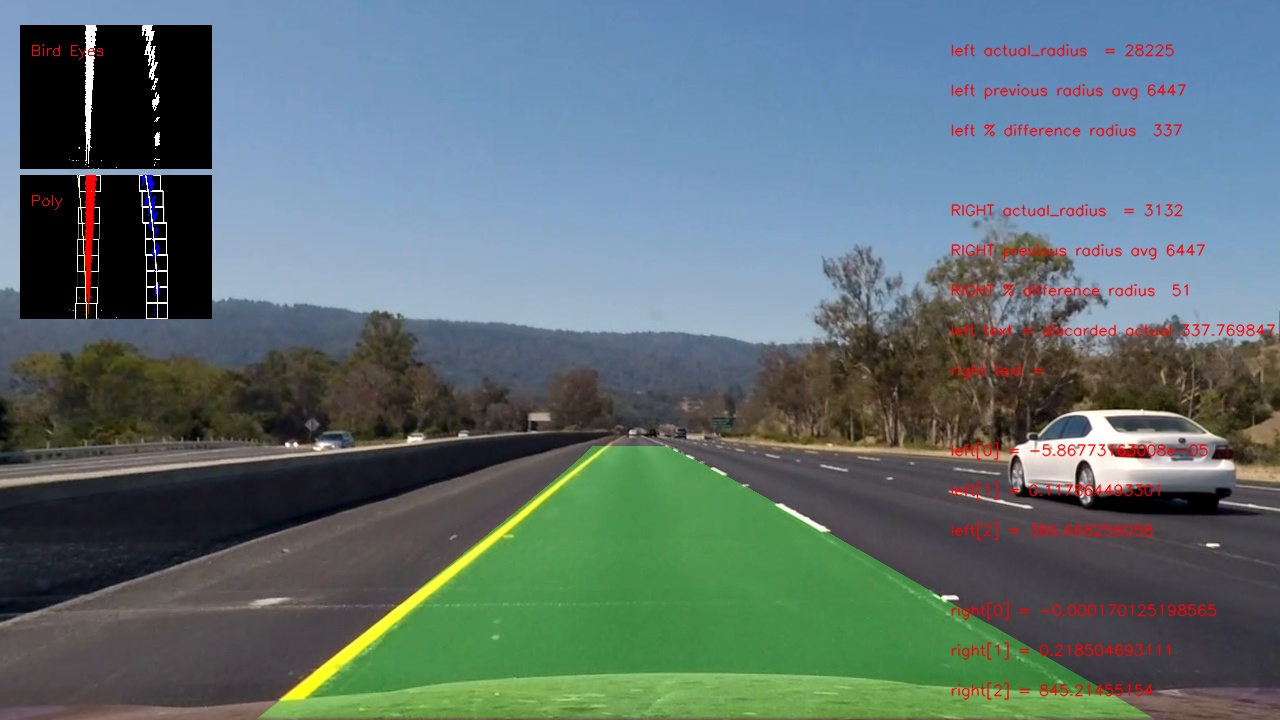 Bird Eyes
Poly
left actual_radius = 28225
left previous radius avg 6447
left % difference radius 337
RIGHT actual_radius = 3132
RIGHT previous radius avg 6447
RIGHT % difference radius 51
left text = discarded actual 337.769847
right text =
left[0] = -5.86773763008e-05
left[1] = 0.117564493301
left[2] = 386.668256058
right[0] = -0.000170125198565
right[1] = 0.218504693111
right[2] = 845.21455154